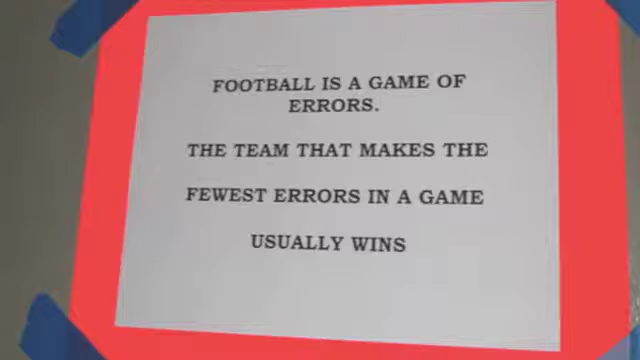 FOOTBALL IS A GAME OF
ERRORS.
THE TEAM THAT MAKES THE
FEWEST ERRORS IN A GAME
USUALLY WINS